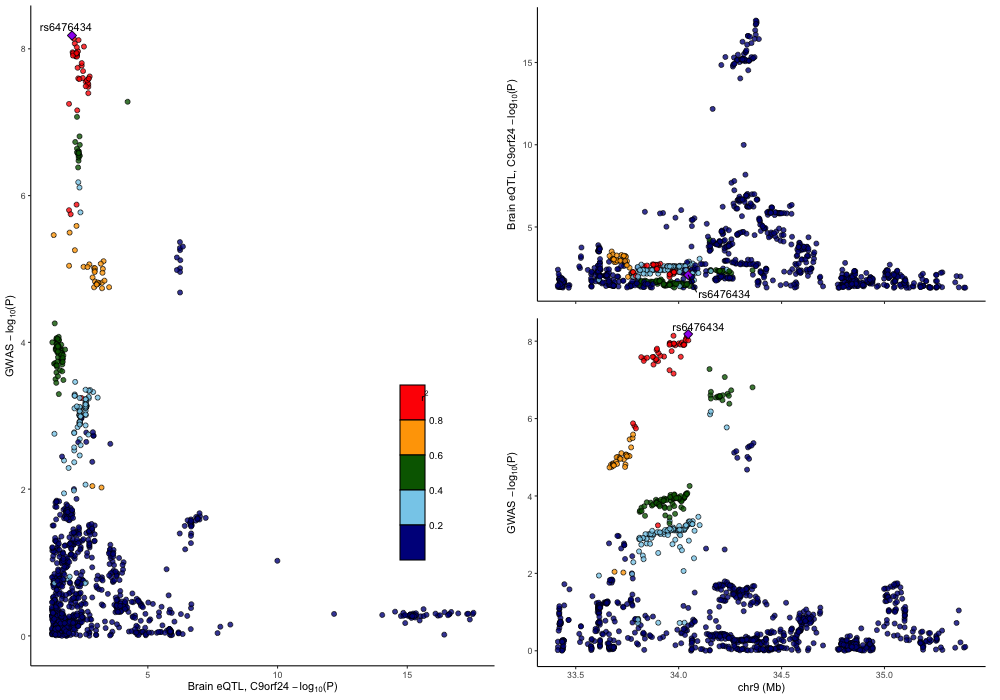 rs6476434
8
6
4
2
0
GWAS −log10(P)
5
10
15
Brain eQTL, C9orf24 −log10(P)
r2
0.8
0.6
0.4
0.2
15
10
5
Brain eQTL, C9orf24 −log10(P)
rs6476434
rs6476434
8
6
4
2
0
GWAS −log10(P)
33.5
34.0
34.5
35.0
chr9 (Mb)